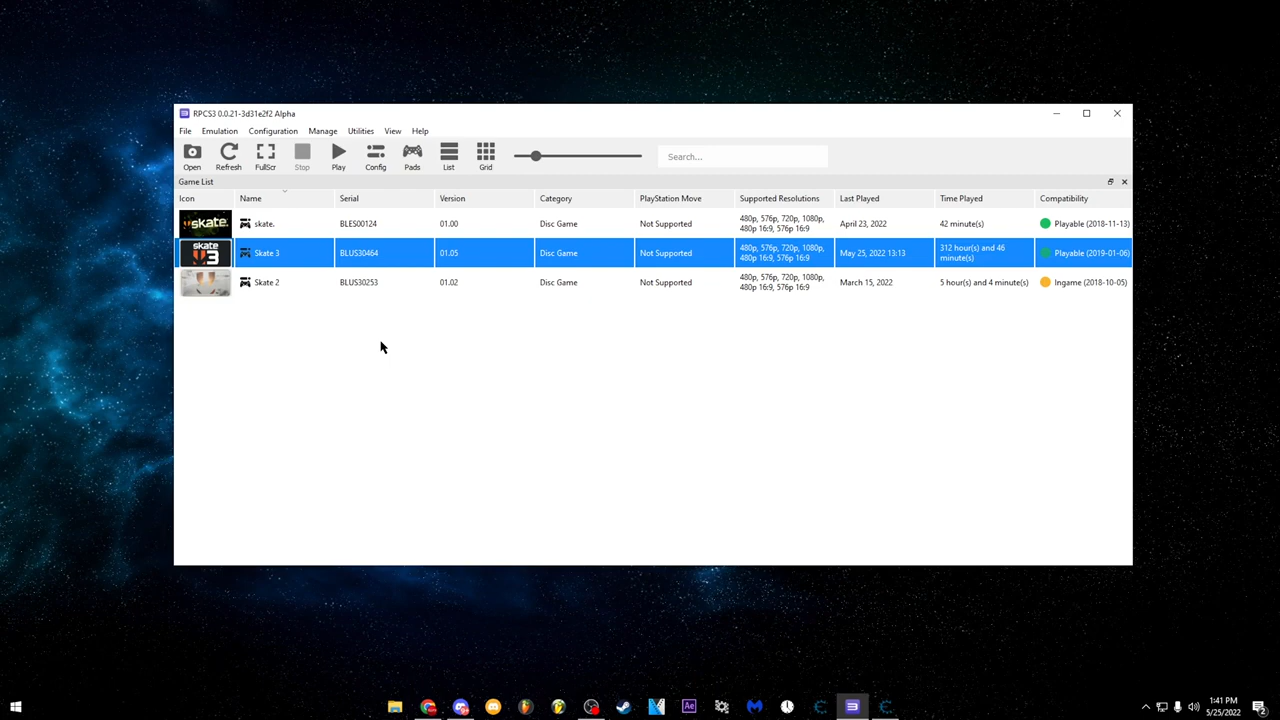 RPCS3 0.0.21-3d31e2f2 Alpha
File Emulation Configuration Manage Utilities View Help
Open Refresh FullScr Stop Play Config Pads List Grid Search...
Game List
Icon Name Serial Version Category PlayStation Move Supported Resolutions Last Played Time Played Compatibility
skate. skate. BLES00124 01.00 Disc Game Not Supported 480p, 576p, 720p, 1080p, April 23, 2022 42 minute(s) Playable (2018-11-13)
480p 16:9, 576p 16:9
skate 3 Skate 3 BLUS30464 01.05 Disc Game Not Supported 480p, 576p, 720p, 1080p, May 25, 2022 13:13 312 hour(s) and 46 Playable (2019-01-06)
480p 16:9, 576p 16:9 minute(s)
Skate 2 BLUS30253 01.02 Disc Game Not Supported 480p, 576p, 720p, 1080p, March 15, 2022 5 hour(s) and 4 minute(s) Ingame (2018-10-05)
480p 16:9, 576p 16:9
Ae
1:41 PM
5/25/2022
2